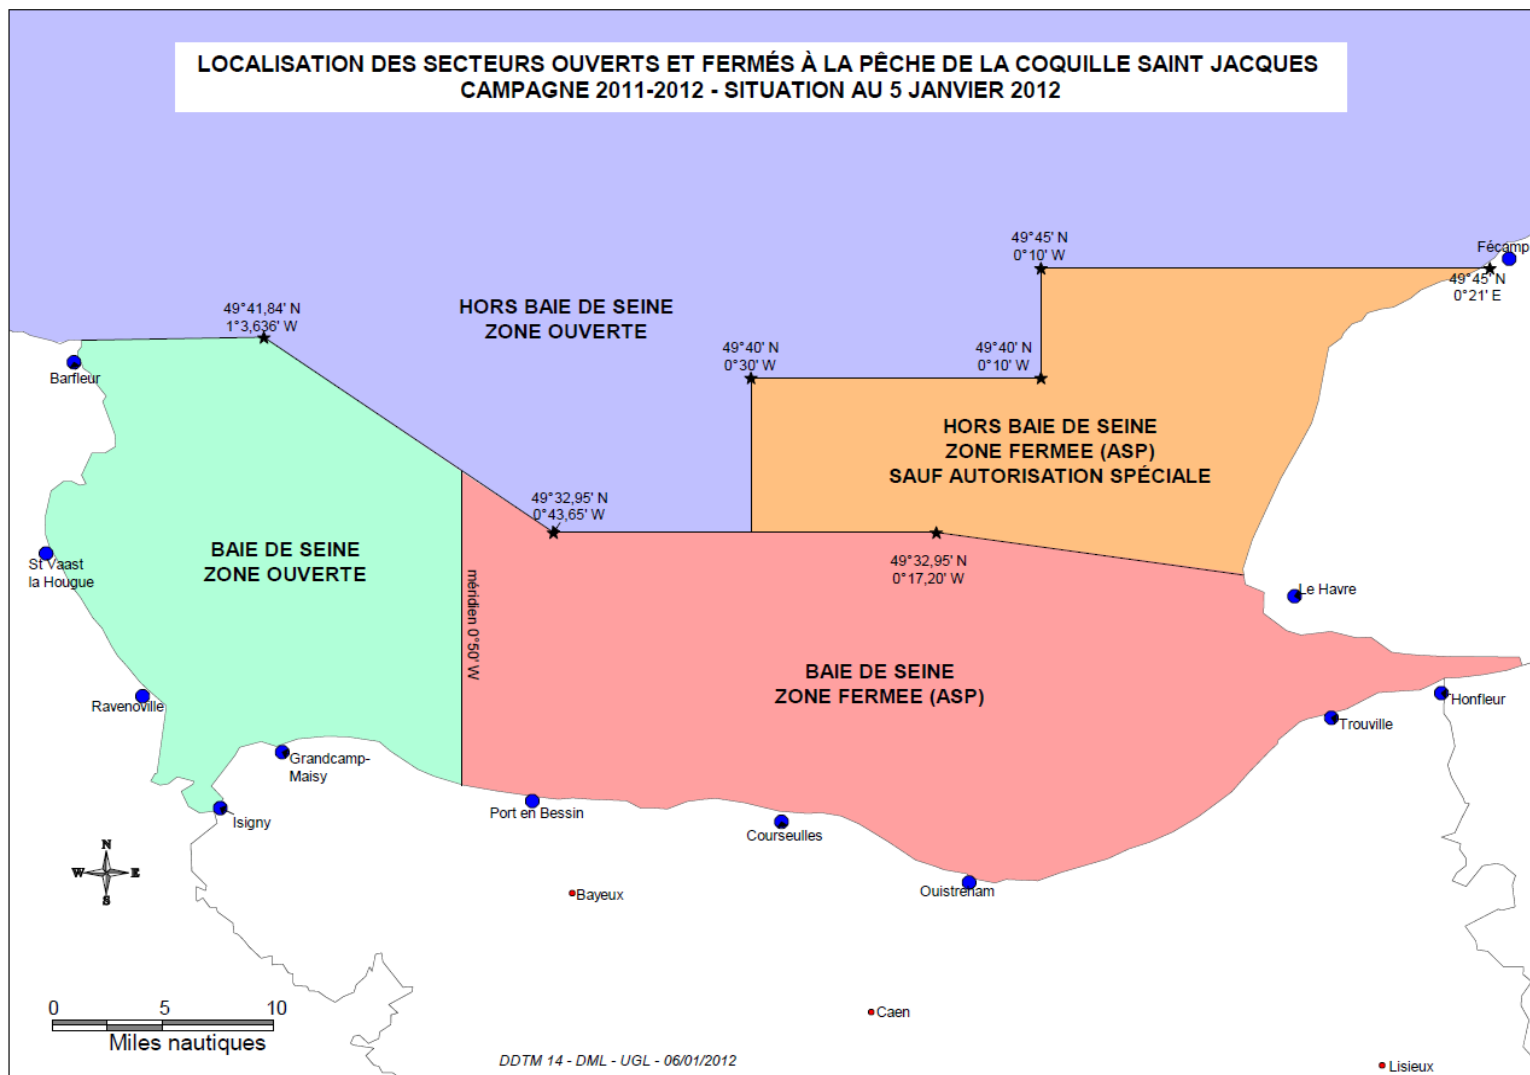 LOCALISATION DES SECTEURS OUVERTS ET FERMÉS À LA PÊCHE DE LA COQUILLE SAINT JACQUES
CAMPAGNE 2011-2012 - SITUATION AU 5 JANVIER 2012
49°45' N
0°10' W
Fécamp
49°45' N
0°21' E
49°41,84' N
1°3,636' W
HORS BAIE DE SEINE
ZONE OUVERTE
49°40' N
0°30' W
49°40' N
0°10' W
Barfleur
HORS BAIE DE SEINE
ZONE FERMEE (ASP)
SAUF AUTORISATION SPÉCIALE
49°32,95' N
0°43,65' W
BAIE DE SEINE
ZONE OUVERTE
St Vaast
la Hougue
49°32,95' N
0°17,20' W
méridien 0°50' W
Le Havre
BAIE DE SEINE
ZONE FERMEE (ASP)
Ravenoville
Honfleur
Trouville
Grandcamp-
Maisy
Isigny
Port en Bessin
Courseulles
Ouistreham
N
W E
S
Bayeux
Caen
0 5 10
Miles nautiques
DDTM 14 - DML - UGL - 06/01/2012
Lisieux